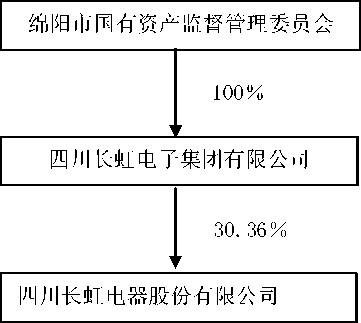 绵阳市国有资产监督管理委员会
100%
四川长虹电子集团有限公司
30.36%
四川长虹电器股份有限公司